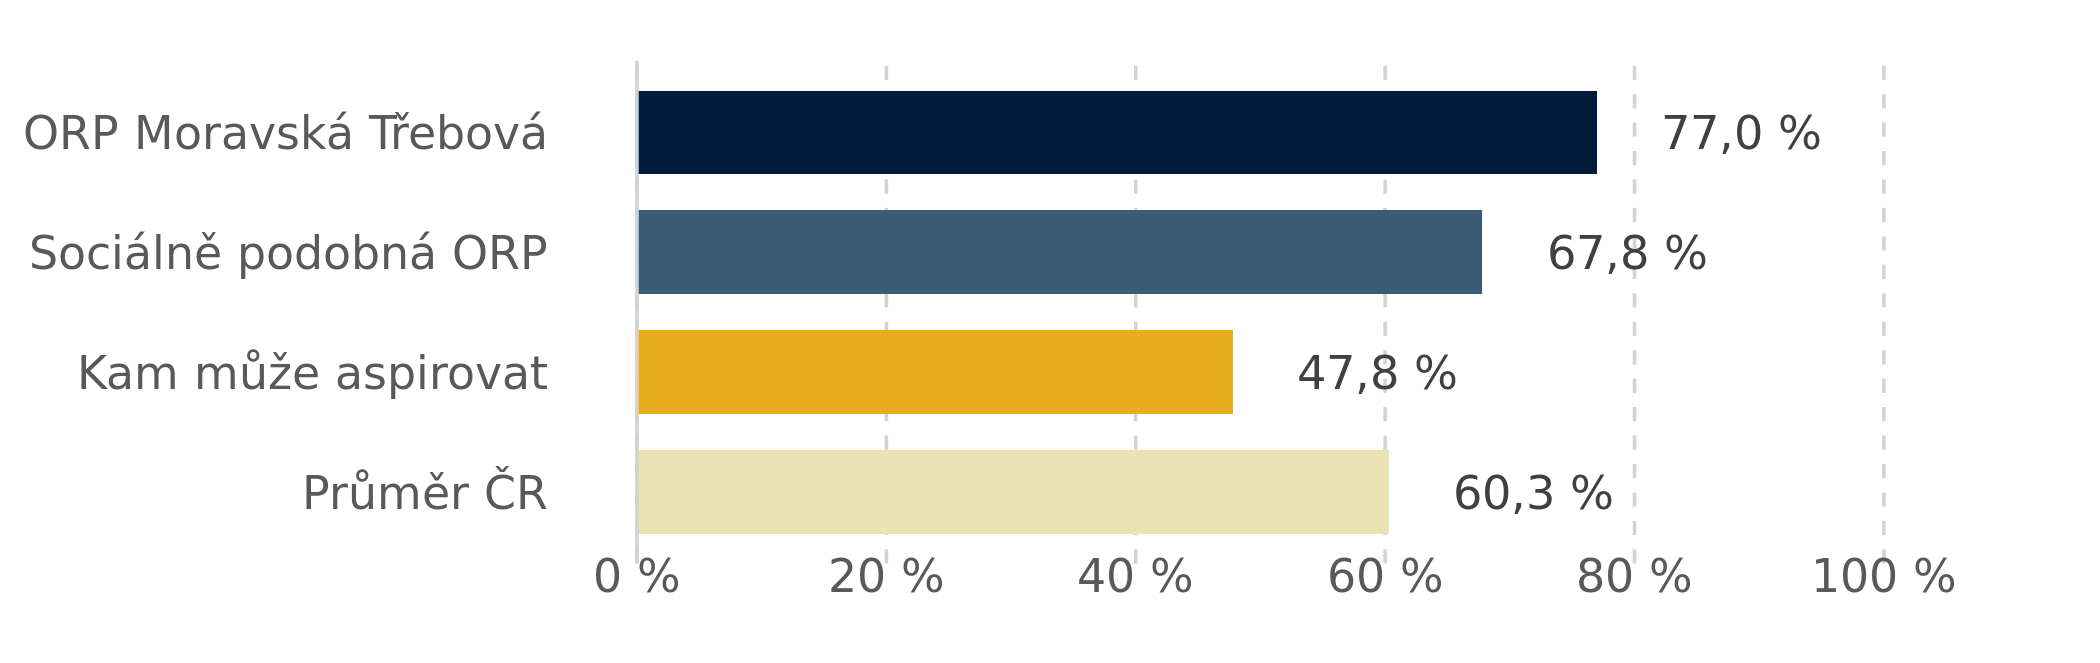 ORP Moravská Třebová 77,0 %
Sociálně podobná ORP 67,8 %
Kam může aspirovat 47,8 %
Průměr ČR 60,3 %
0 % 20 % 40 % 60 % 80 % 100 %